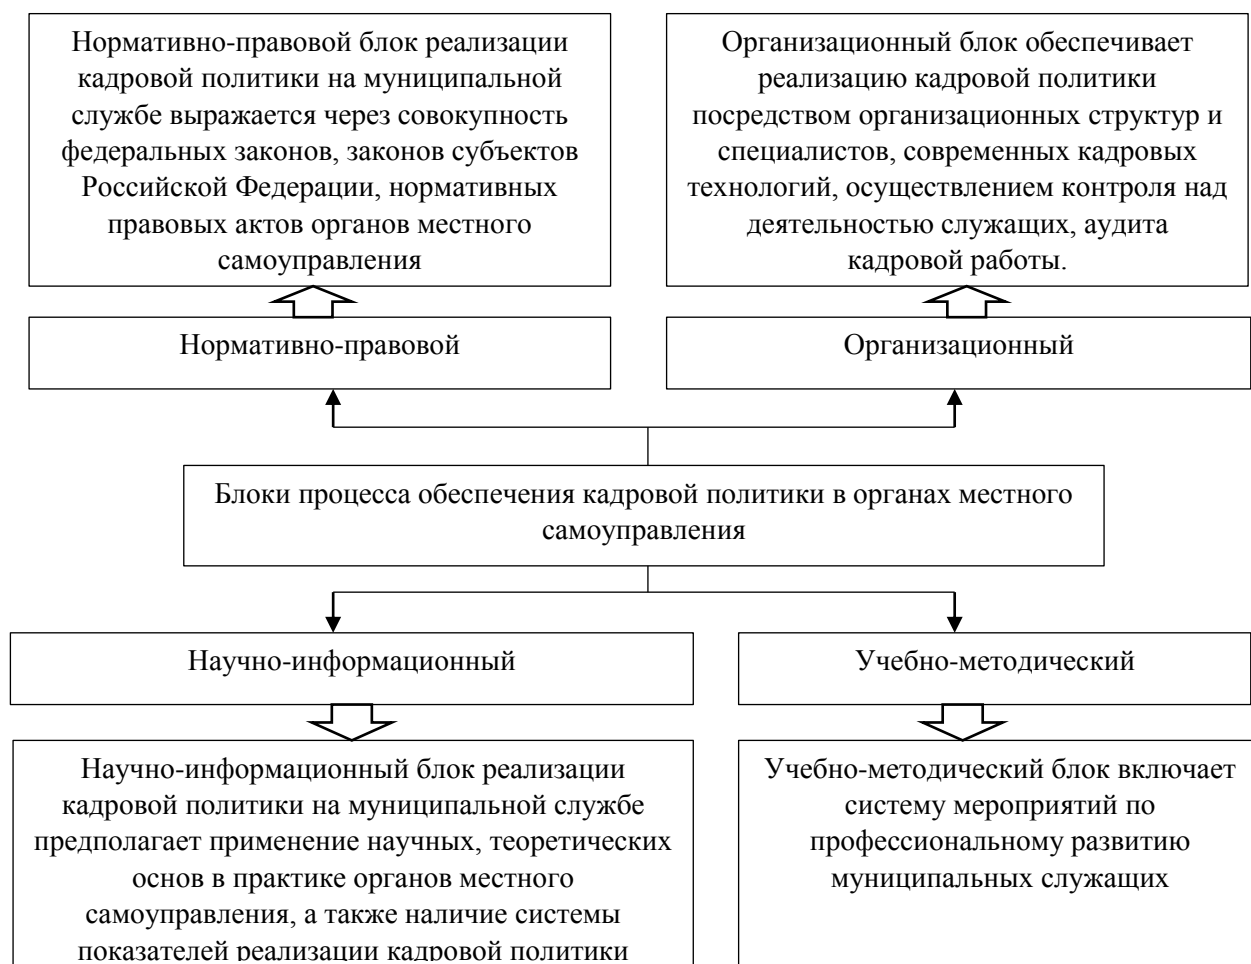 Нормативно-правовой блок реализации
кадровой политики на муниципальной
службе выражается через совокупность
федеральных законов, законов субъектов
Российской Федерации, нормативных
правовых актов органов местного
самоуправления
Организационный блок обеспечивает
реализацию кадровой политики
посредством организационных структур и
специалистов, современных кадровых
технологий, осуществлением контроля над
деятельностью служащих, аудита
кадровой работы.
Нормативно-правовой
Организационный
Блоки процесса обеспечения кадровой политики в органах местного
самоуправления
Научно-информационный
Учебно-методический
Научно-информационный блок реализации
кадровой политики на муниципальной службе
предполагает применение научных, теоретических
основ в практике органов местного
самоуправления, а также наличие системы
показателей реализации кадровой политики
Учебно-методический блок включает
систему мероприятий по
профессиональному развитию
муниципальных служащих